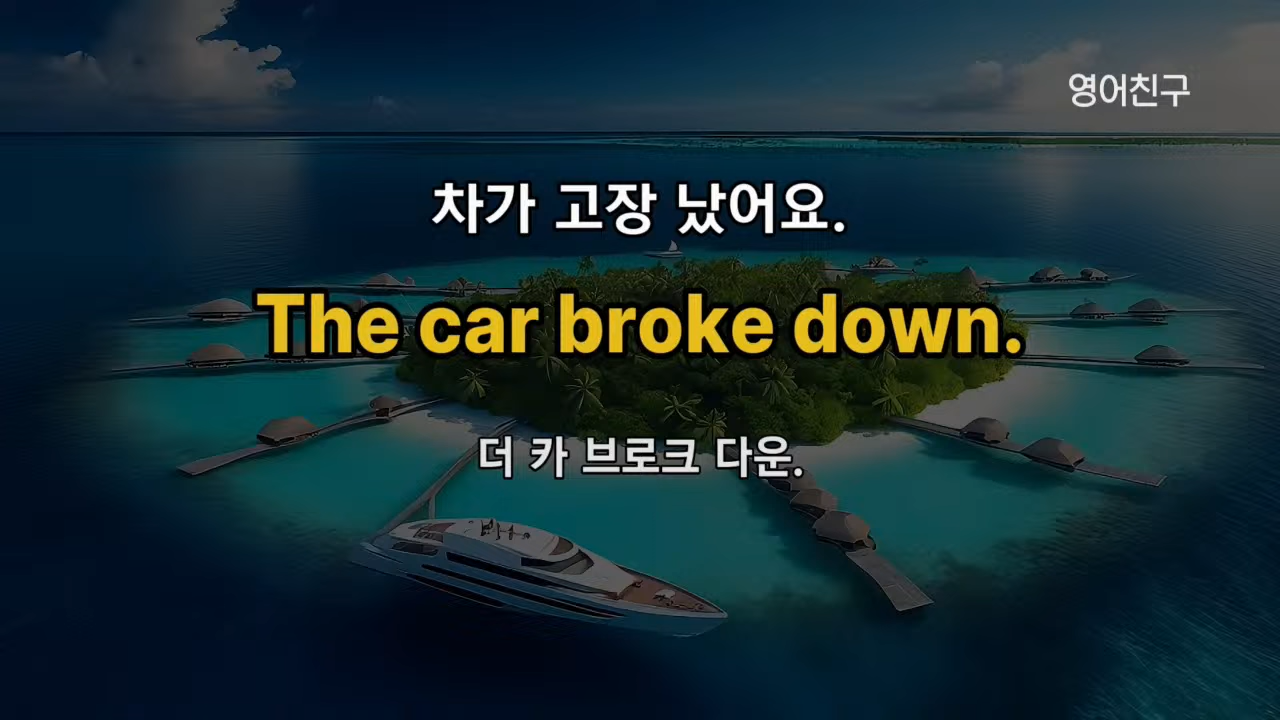 영어친구
차가 고장 났어요.
The car broke down.
더 카 브로크 다운.